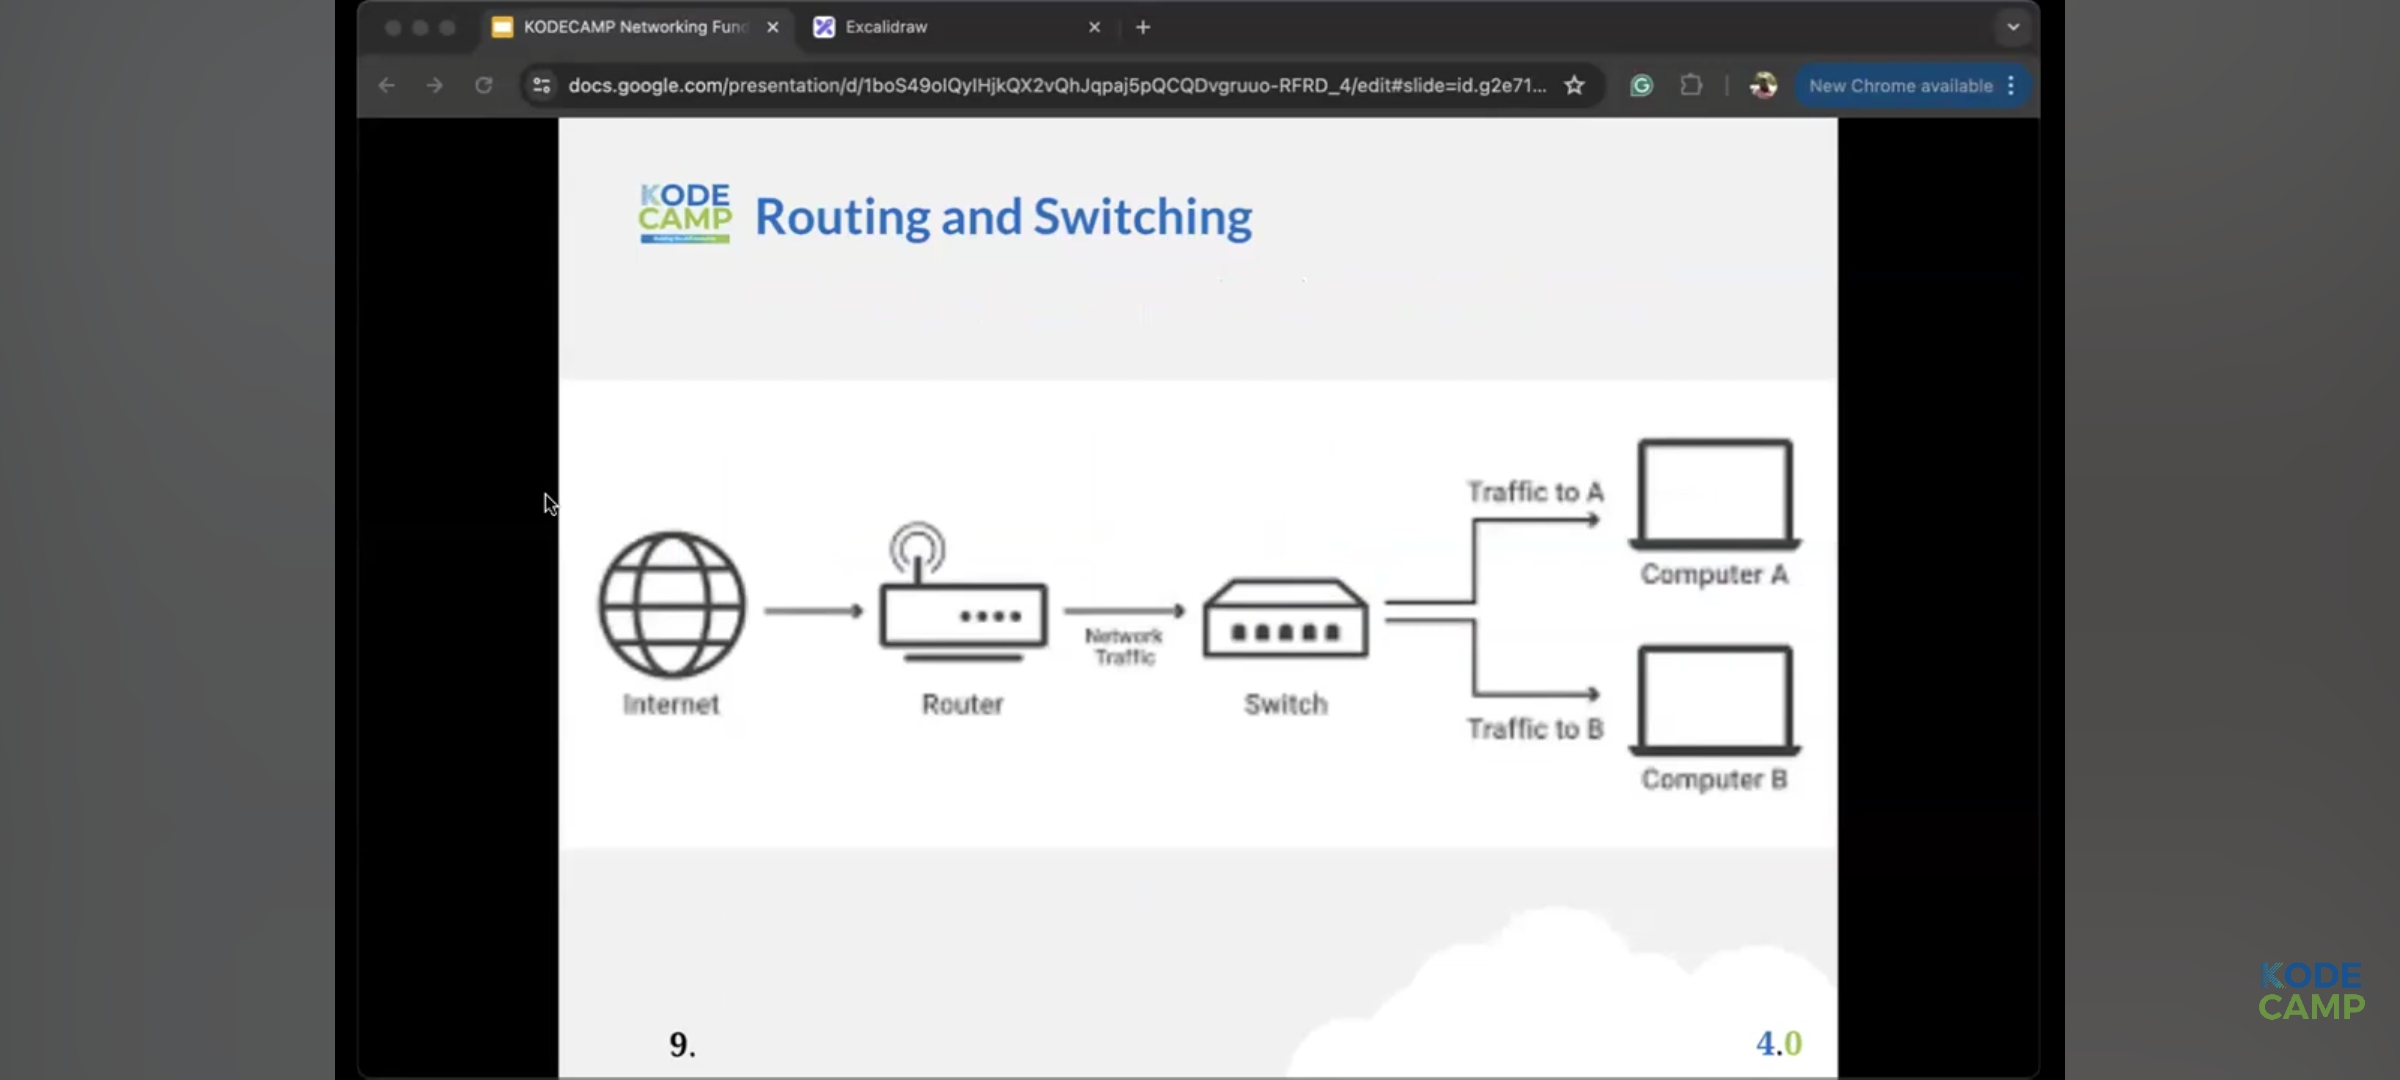 KODECAMP Networking Fund
Excalidraw
docs.google.com/presentation/d/1boS49oIQyIHjkQX2vQhJqpaj5pQCQDvgruuo-RFRD_4/edit#slide=id.g2e71...
New Chrome available
KODE
CAMP
Routing and Switching
Traffic to A
Computer A
Network
Traffic
Internet
Router
Switch
Traffic to B
Computer B
9.
4.0
KODE
CAMP